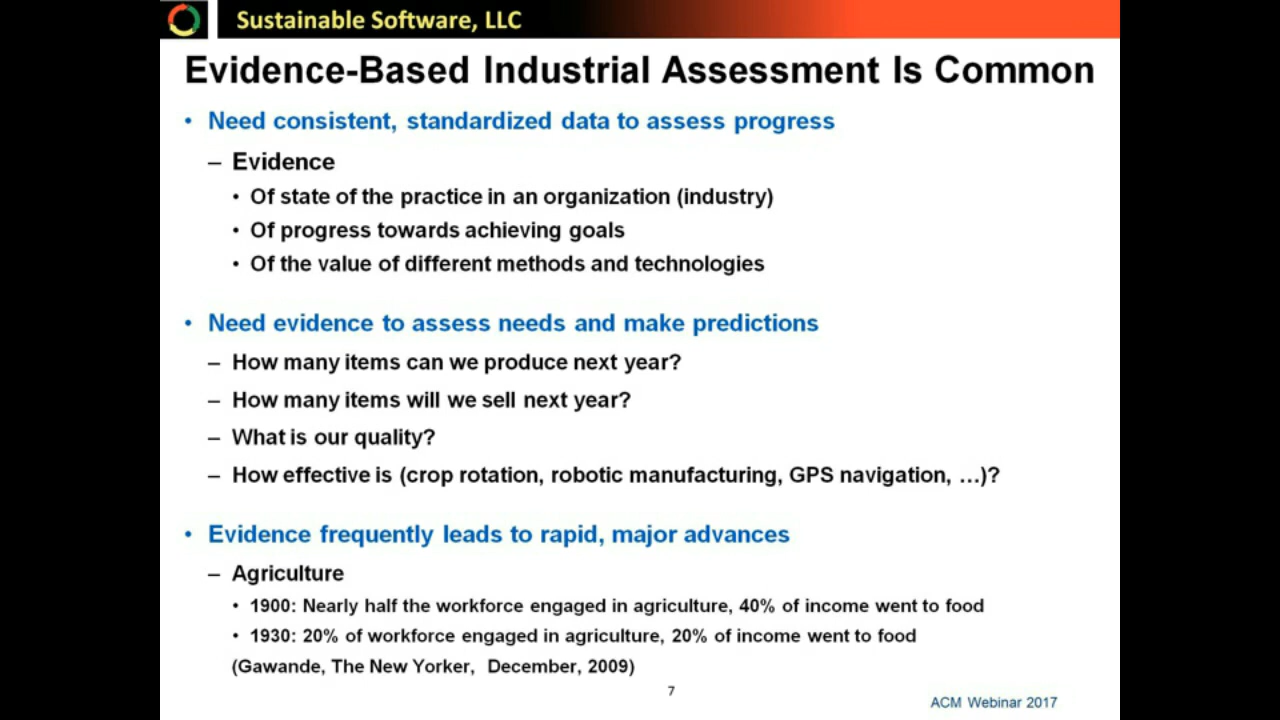 Sustainable Software, LLC
Evidence-Based Industrial Assessment Is Common
• Need consistent, standardized data to assess progress
– Evidence
• Of state of the practice in an organization (industry)
• Of progress towards achieving goals
• Of the value of different methods and technologies
• Need evidence to assess needs and make predictions
– How many items can we produce next year?
– How many items will we sell next year?
– What is our quality?
– How effective is (crop rotation, robotic manufacturing, GPS navigation, …)?
• Evidence frequently leads to rapid, major advances
– Agriculture
• 1900: Nearly half the workforce engaged in agriculture, 40% of income went to food
• 1930: 20% of workforce engaged in agriculture, 20% of income went to food
(Gawande, The New Yorker, December, 2009)
7
ACM Webinar 2017